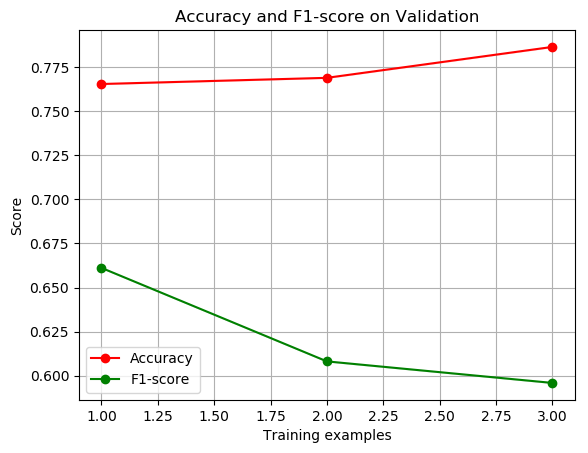 Accuracy and F1-score on Validation
0.775
0.750
0.725
0.700
0.675
0.650
0.625
0.600
Score
Accuracy
F1-score
1.00 1.25 1.50 1.75 2.00 2.25 2.50 2.75 3.00
Training examples